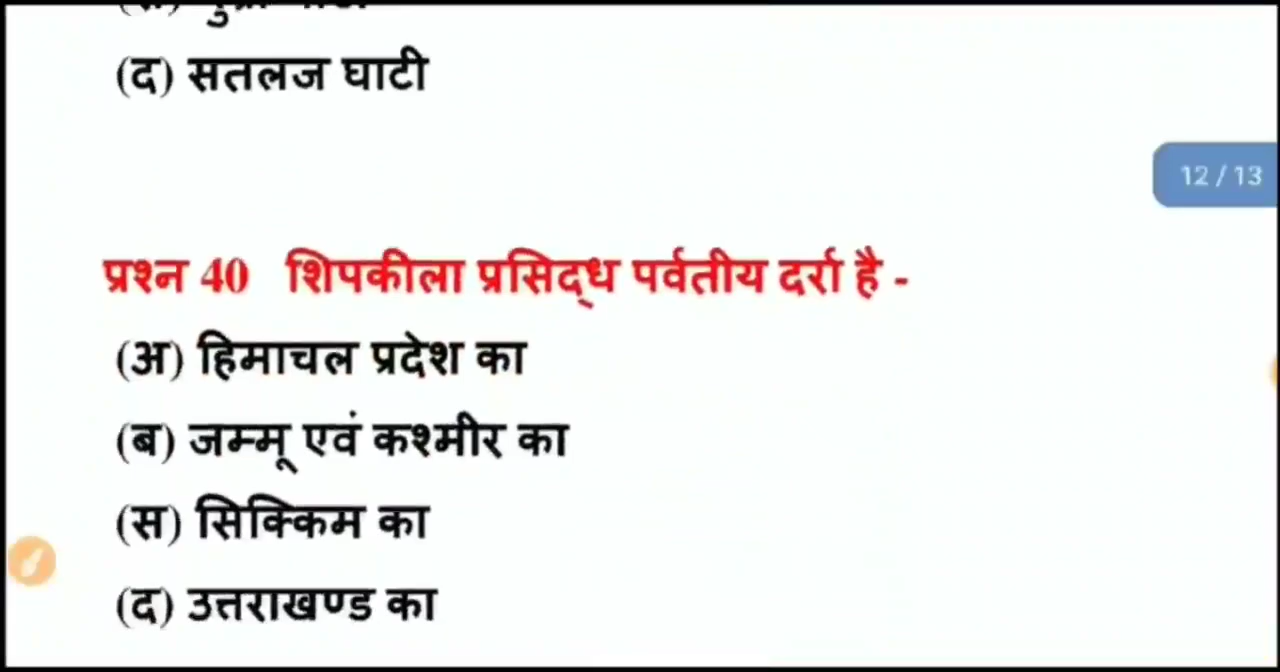 (द) सतलज घाटी
12 / 13
प्रश्न 40 शिपकीला प्रसिद्ध पर्वतीय दर्रा है -
(अ) हिमाचल प्रदेश का
(ब) जम्मू एवं कश्मीर का
(स) सिक्किम का
(द) उत्तराखण्ड का